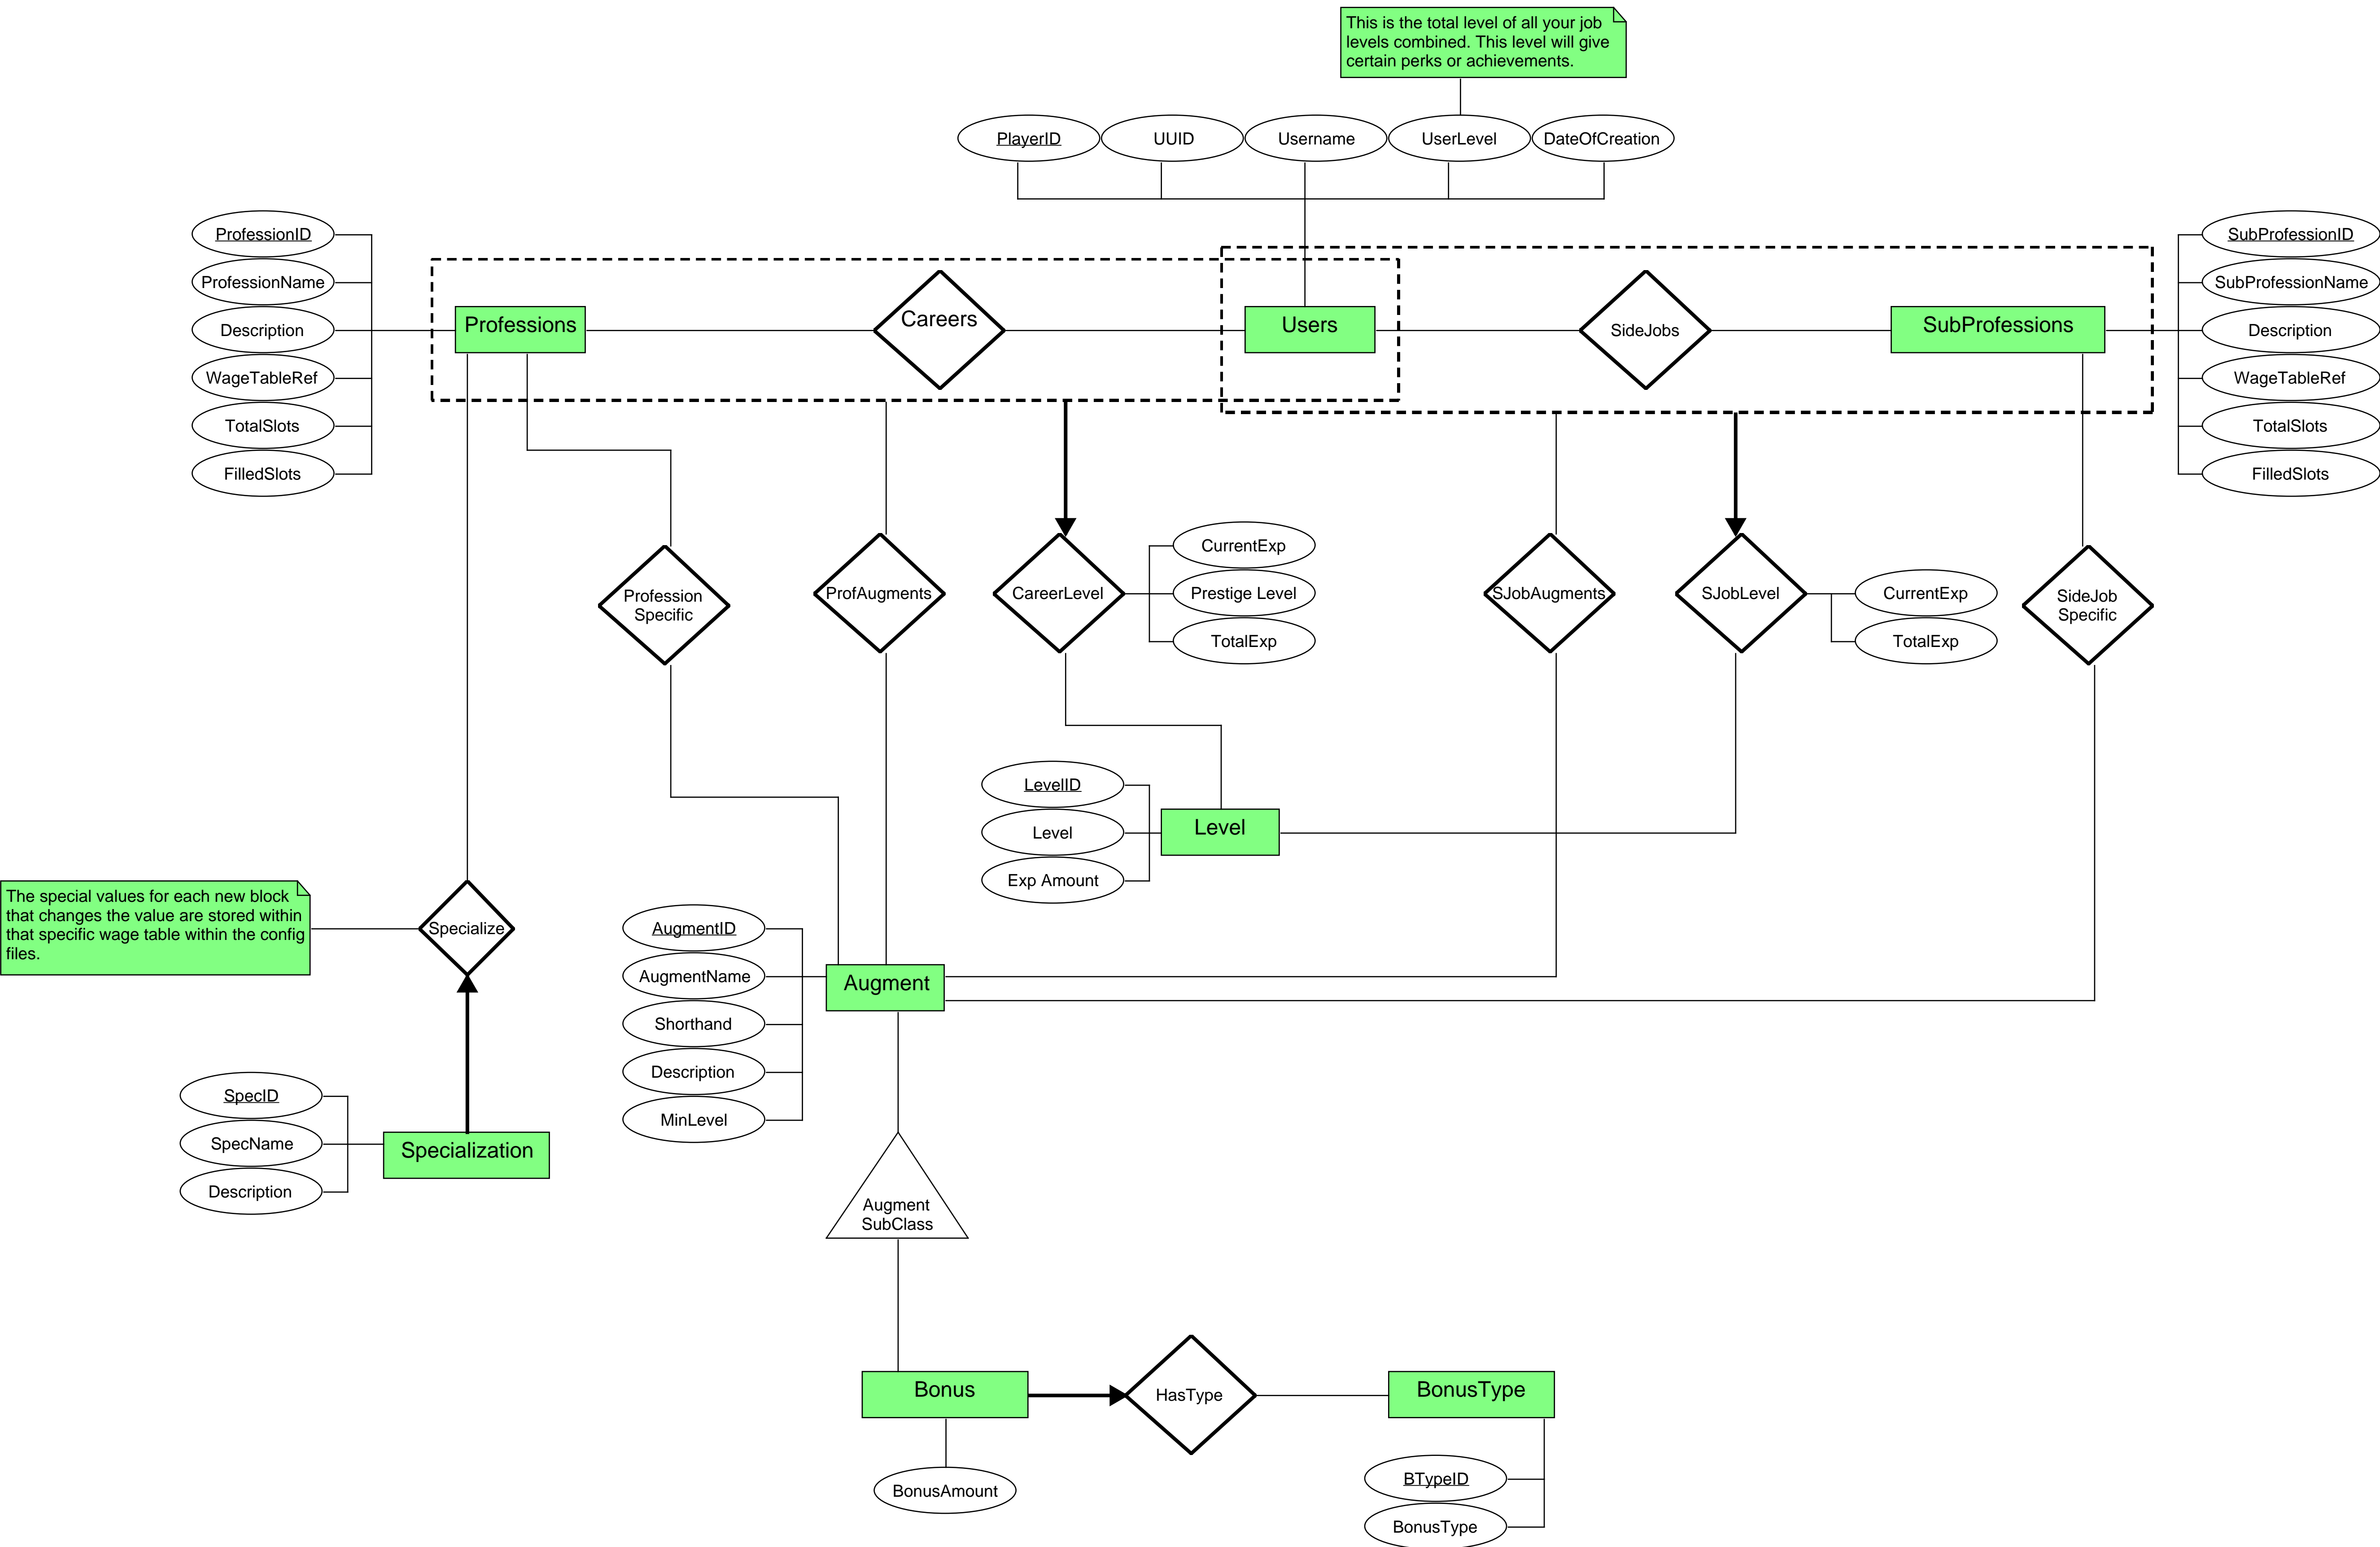 This is the total level of all your job
levels combined. This level will give
certain perks or achievements.
PlayerID
UUID
Username
UserLevel
DateOfCreation
ProfessionID
ProfessionName
Description
WageTableRef
TotalSlots
FilledSlots
Professions
Careers
Users
SideJobs
SubProfessions
SubProfessionID
SubProfessionName
Description
WageTableRef
TotalSlots
FilledSlots
Profession
Specific
ProfAugments
CareerLevel
CurrentExp
Prestige Level
TotalExp
SJobAugments
SJobLevel
CurrentExp
TotalExp
SideJob
Specific
LevelID
Level
Exp Amount
Level
The special values for each new block
that changes the value are stored within
that specific wage table within the config
files.
Specialize
AugmentID
AugmentName
Shorthand
Description
MinLevel
Augment
SpecID
SpecName
Description
Specialization
Augment
SubClass
Bonus
HasType
BonusType
BonusAmount
BTypeID
BonusType